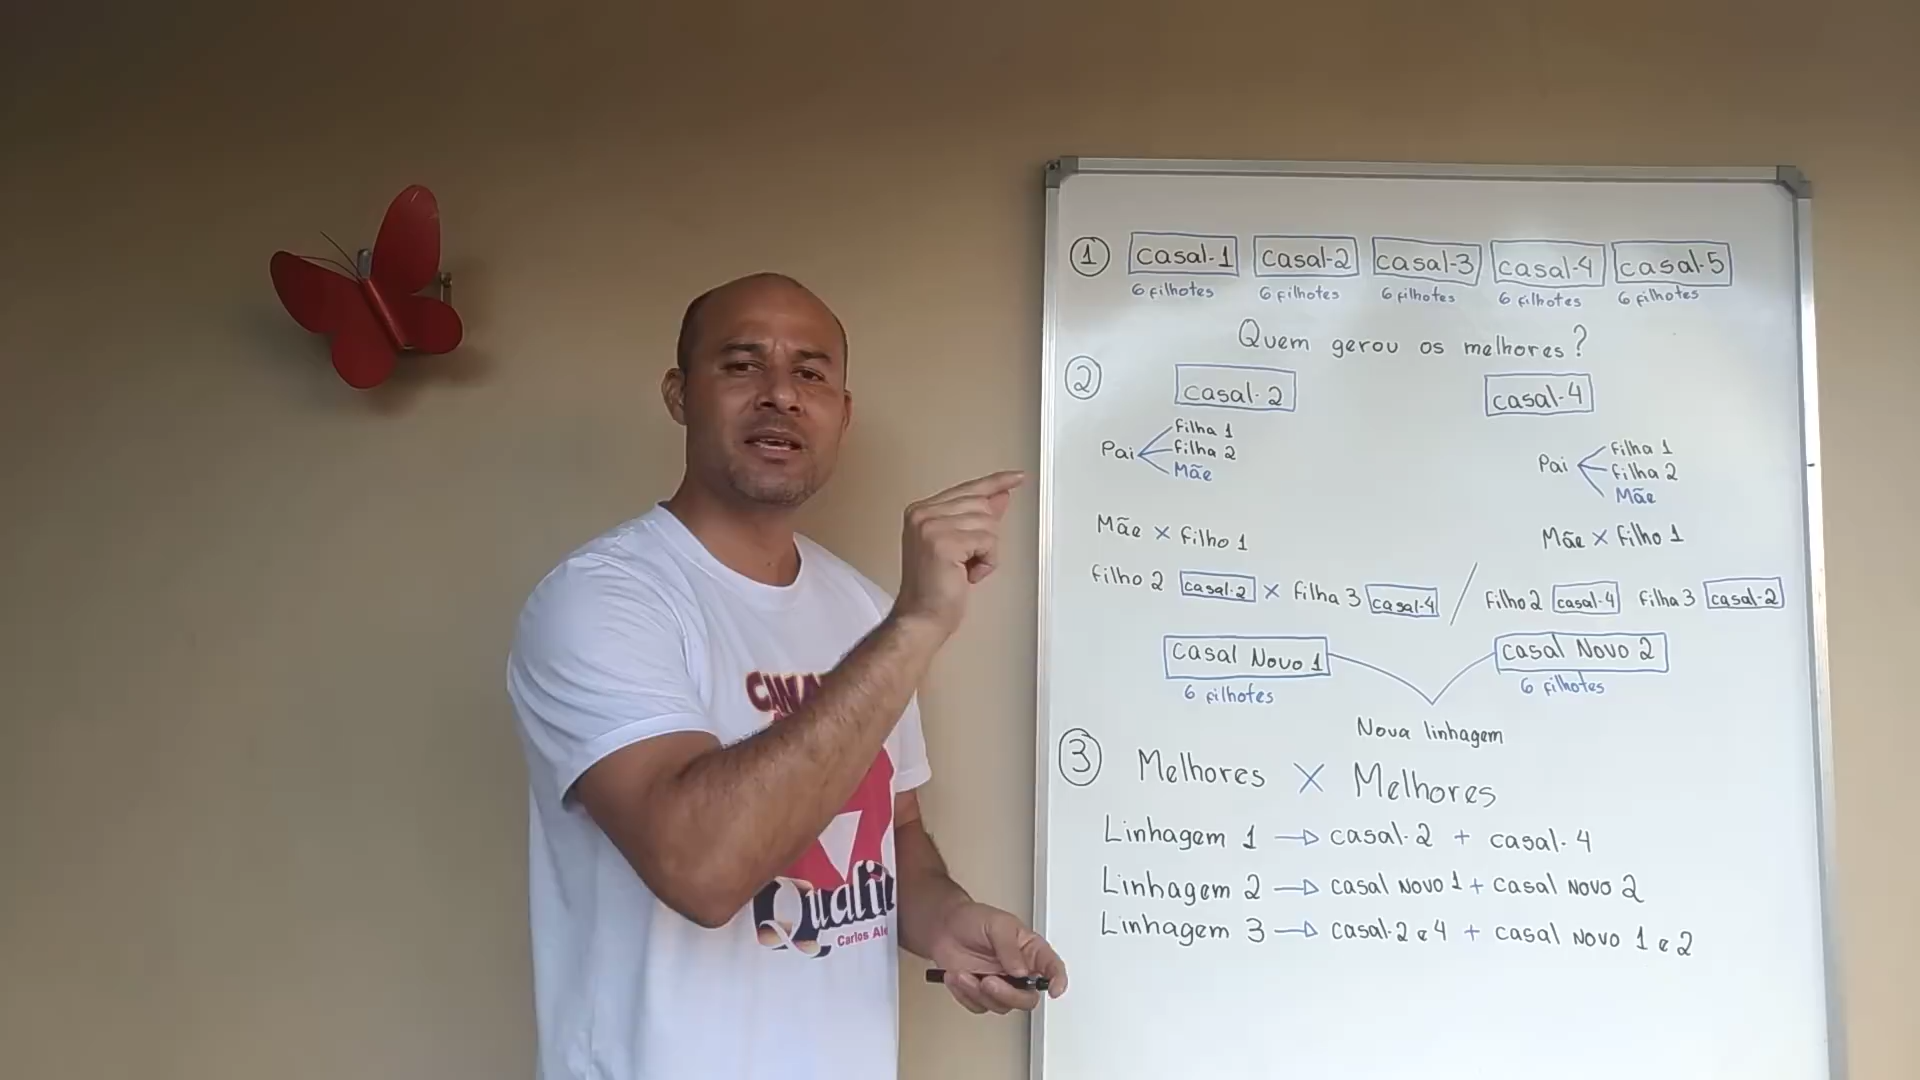 1 casal-1 casal-2 casal-3 casal-4 casal-5
6 filhotes 6 filhotes 6 filhotes 6 filhotes 6 filhotes
Quem gerou os melhores?
2 casal-2 casal-4
Pai filha 1
filha 2
Mãe
Pai filha 1
filha 2
Mãe
Mãe x filho 1 Mãe x filho 1
filho 2 casal-2 x filha 3 casal-4 / filho 2 casal-4 filha 3 casal-2
casal Novo 1 casal Novo 2
6 filhotes 6 filhotes
Nova linhagem
3 Melhores X Melhores
Linhagem 1 → casal-2 + casal-4
Linhagem 2 → casal Novo 1 + casal Novo 2
Linhagem 3 → casal-2 e 4 + casal Novo 1 e 2
Carlos